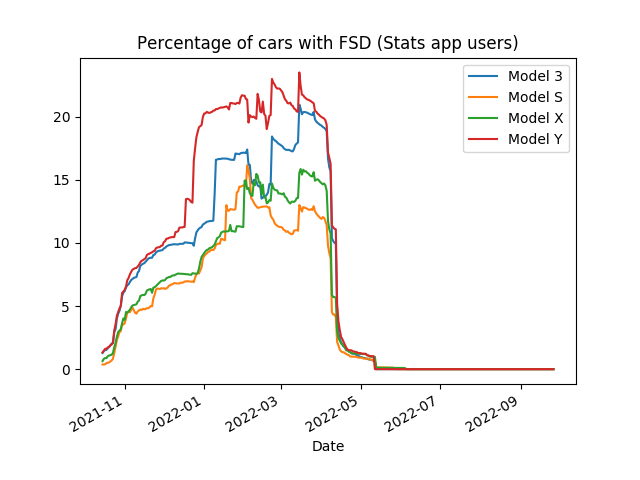 Percentage of cars with FSD (Stats app users)
Model 3
Model S
Model X
Model Y
20
15
10
5
0
2021-11
2022-01
2022-03
2022-05
2022-07
2022-09
Date